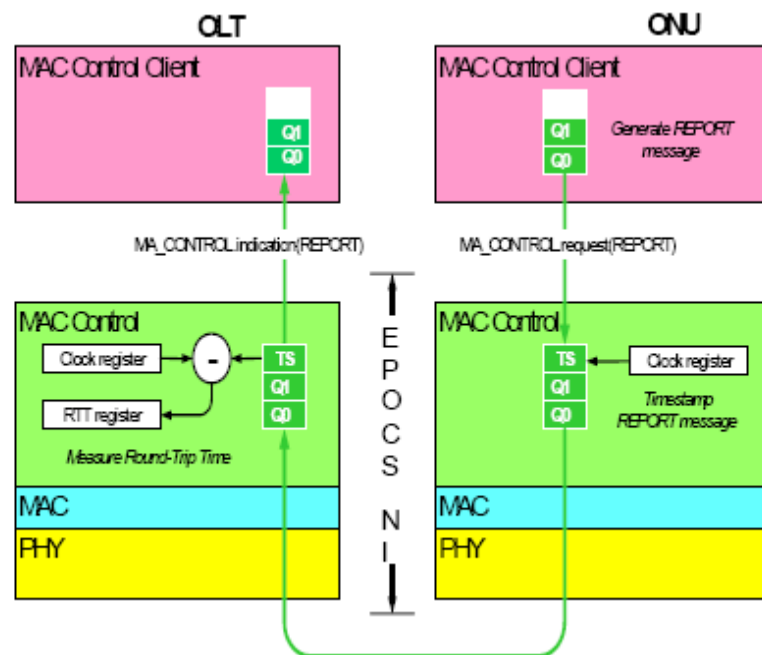 OLT
ONU
MAC Control Client
Q1
Q0
MAC Control Client
Q1
Q0
Generate REPORT
message
MA_CONTROL.indication(REPORT)
MA_CONTROL.request(REPORT)
MAC Control
Clock register
-
TS
Q1
Q0
RTT register
Measure Round-Trip Time
MAC
PHY
E
P
O
C
S
N
I
MAC Control
TS
Q1
Q0
Clock register
Timestamp
REPORT message
MAC
PHY